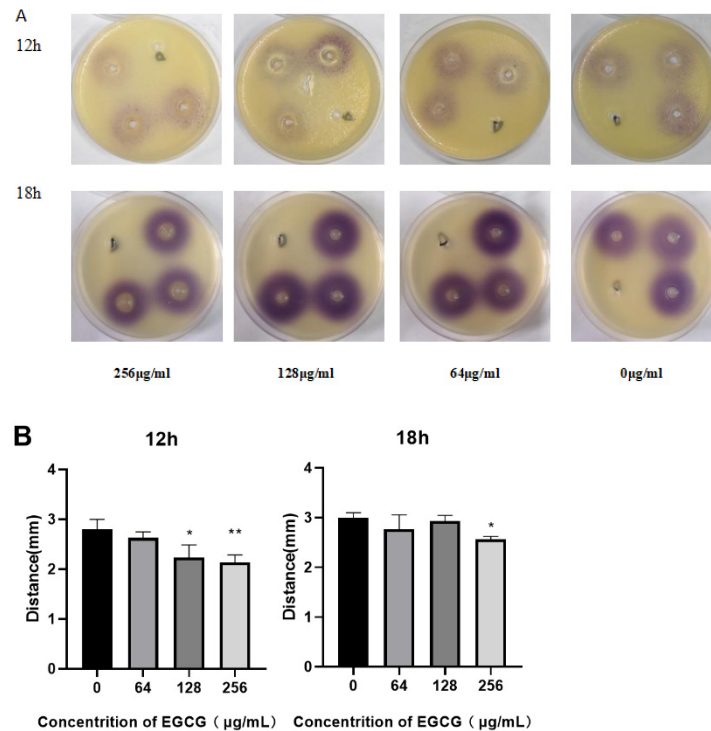 A
12h
18h
256μg/ml 128μg/ml 64μg/ml 0μg/ml
B
12h 18h
Distance(mm)
4
3
2
1
0
* **
0 64 128 256
Concentrition of EGCG ( μg/mL)
Distance(mm)
4
3
2
1
0
*
0 64 128 256
Concentrition of EGCG ( μg/mL)